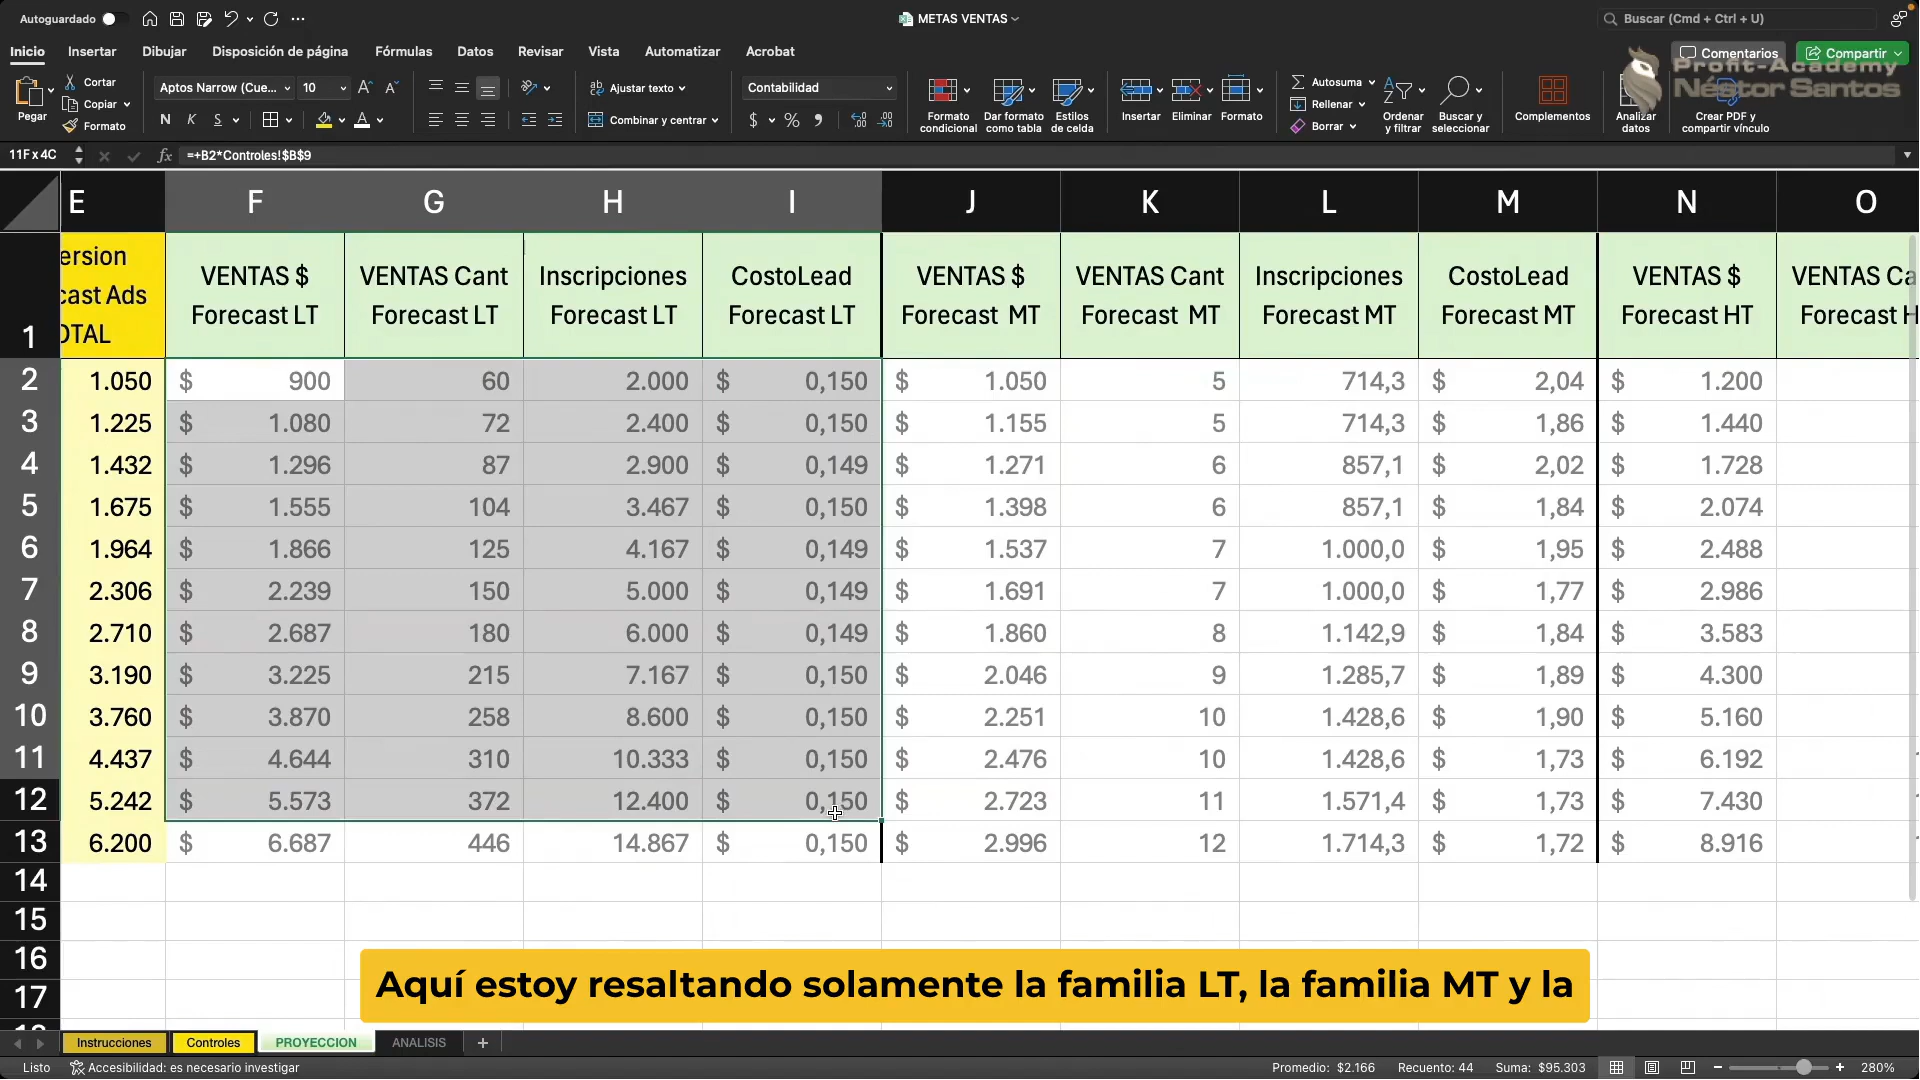 Autoguardado
METAS VENTAS
Buscar (Cmd + Ctrl + U)
Inicio Insertar Dibujar Disposición de página Fórmulas Datos Revisar Vista Automatizar Acrobat
Comentarios Compartir
Profit-Academy
Néstor Santos
Pegar
Cortar
Copiar
Formato
Aptos Narrow (Cue... 10
N K S
Ajustar texto
Combinar y centrar
Contabilidad
Formato condicional
Dar formato como tabla
Estilos de celda
Insertar
Eliminar
Formato
Autosuma
Rellenar
Borrar
Ordenar y filtrar
Buscar y seleccionar
Complementos
Analizar datos
Crear PDF y compartir vínculo
11F x 4C fx =+B2*Controles!$B$9
E F G H I J K L M N O
ersion
cast Ads
OTAL
VENTAS $ Forecast LT
VENTAS Cant Forecast LT
Inscripciones Forecast LT
CostoLead Forecast LT
VENTAS $ Forecast MT
VENTAS Cant Forecast MT
Inscripciones Forecast MT
CostoLead Forecast MT
VENTAS $ Forecast HT
VENTAS Ca
Forecast H
1
2 1.050 $ 900 60 2.000 $ 0,150 $ 1.050 5 714,3 $ 2,04 $ 1.200
3 1.225 $ 1.080 72 2.400 $ 0,150 $ 1.155 5 714,3 $ 1,86 $ 1.440
4 1.432 $ 1.296 87 2.900 $ 0,149 $ 1.271 6 857,1 $ 2,02 $ 1.728
5 1.675 $ 1.555 104 3.467 $ 0,150 $ 1.398 6 857,1 $ 1,84 $ 2.074
6 1.964 $ 1.866 125 4.167 $ 0,149 $ 1.537 7 1.000,0 $ 1,95 $ 2.488
7 2.306 $ 2.239 150 5.000 $ 0,149 $ 1.691 7 1.000,0 $ 1,77 $ 2.986
8 2.710 $ 2.687 180 6.000 $ 0,149 $ 1.860 8 1.142,9 $ 1,84 $ 3.583
9 3.190 $ 3.225 215 7.167 $ 0,150 $ 2.046 9 1.285,7 $ 1,89 $ 4.300
10 3.760 $ 3.870 258 8.600 $ 0,150 $ 2.251 10 1.428,6 $ 1,90 $ 5.160
11 4.437 $ 4.644 310 10.333 $ 0,150 $ 2.476 10 1.428,6 $ 1,73 $ 6.192
12 5.242 $ 5.573 372 12.400 $ 0,150 $ 2.723 11 1.571,4 $ 1,73 $ 7.430
13 6.200 $ 6.687 446 14.867 $ 0,150 $ 2.996 12 1.714,3 $ 1,72 $ 8.916
14
15
16
17
Aquí estoy resaltando solamente la familia LT, la familia MT y la
Instrucciones Controles PROYECCION ANALISIS
Listo Accesibilidad: es necesario investigar Promedio: $2.166 Recuento: 44 Suma: $95.303 280%